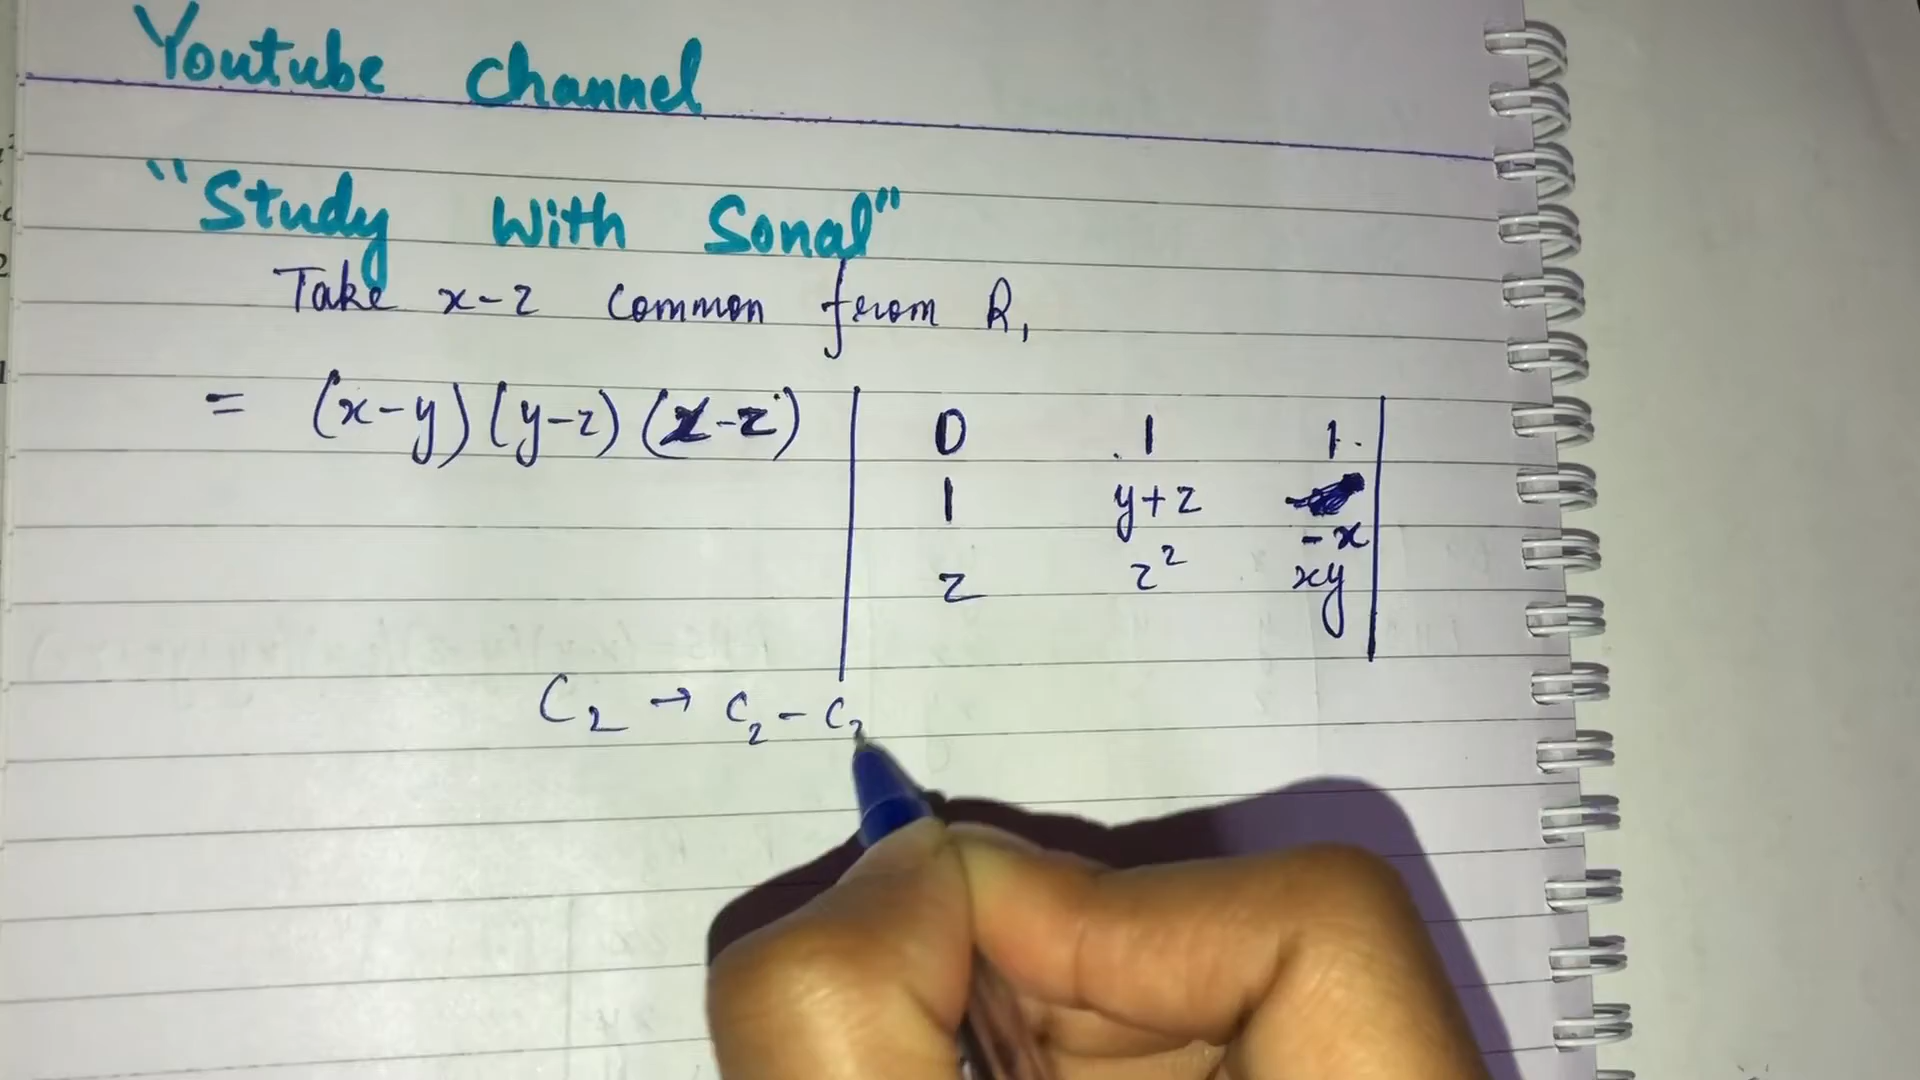 Youtube Channel
"Study With Sonal"
Take x-z common from R₁
= (x-y)(y-z)(x-z) | 0 1 1 |
1 y+z -x
z z² xy
C₂ → C₂ - C